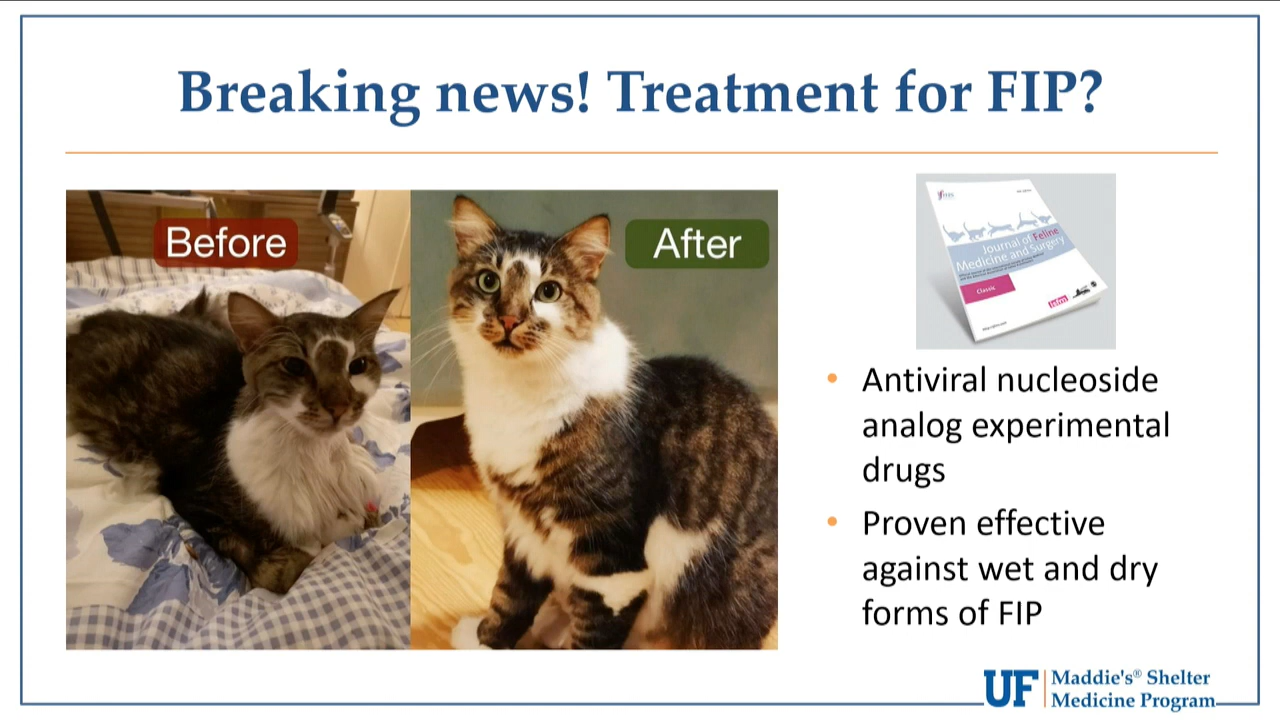 Breaking news! Treatment for FIP?
Before
After
Journal of Feline
Medicine and Surgery
Classic
isfm
• Antiviral nucleoside
analog experimental
drugs
• Proven effective
against wet and dry
forms of FIP
UF
Maddie's® Shelter
Medicine Program